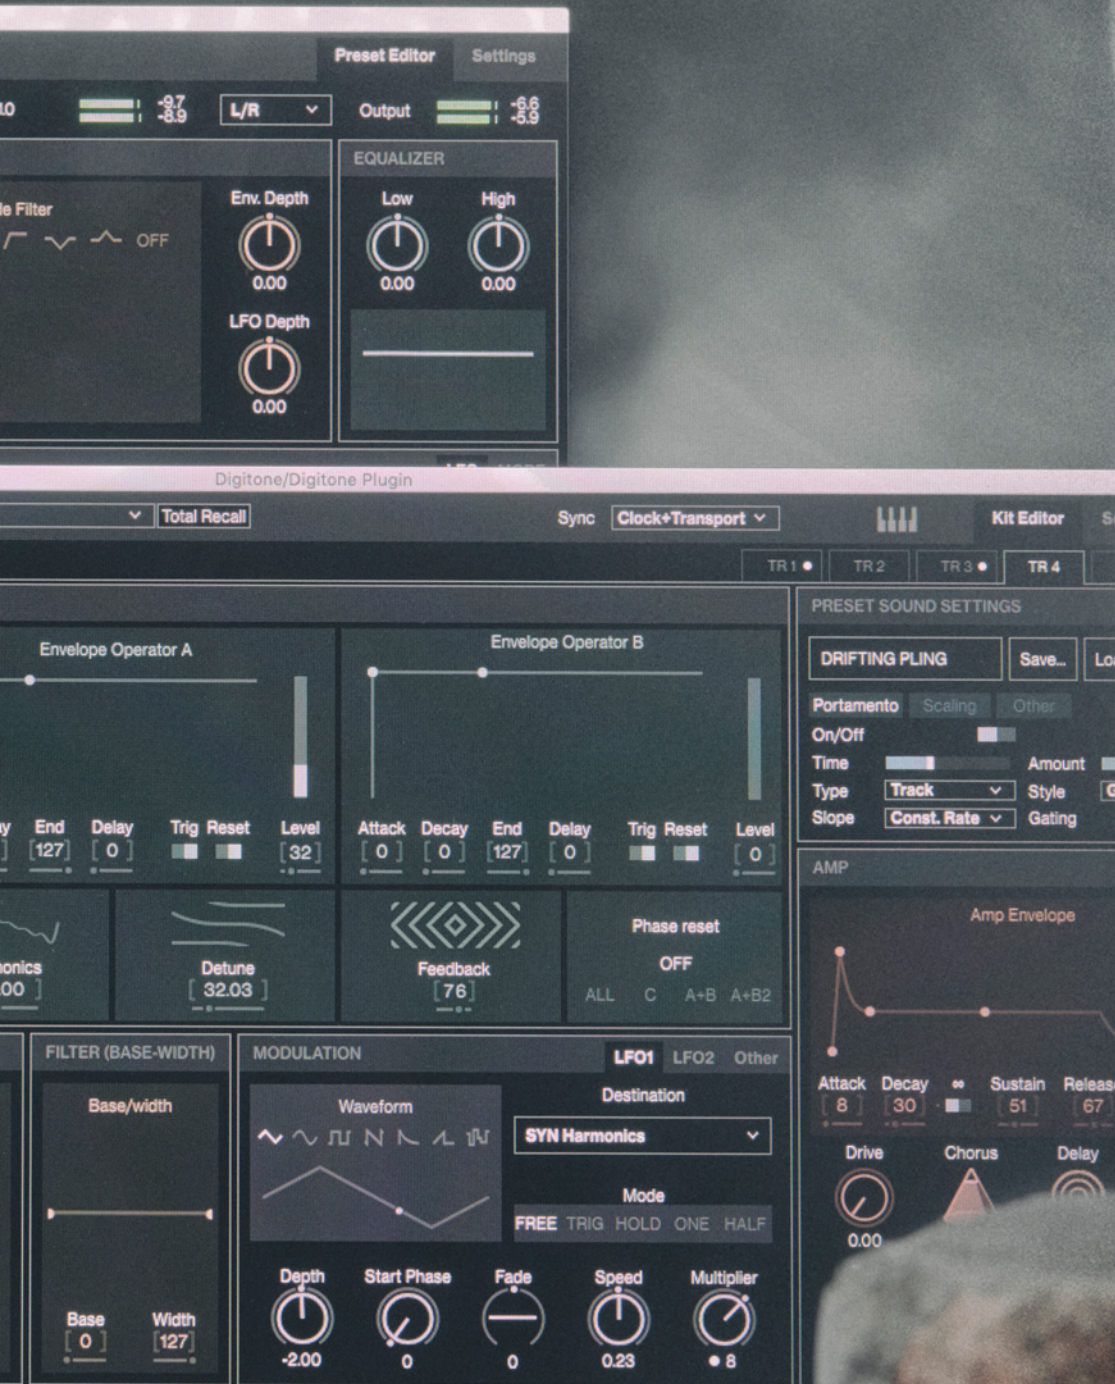 Preset Editor Settings
-9.7
-8.9
L/R
Output
-6.6
-5.9
EQUALIZER
Filter
OFF
Env. Depth
0.00
LFO Depth
0.00
Low High
0.00 0.00
Digitone/Digitone Plugin
Total Recall
Sync Clock+Transport
Kit Editor
TR 1 TR 2 TR 3 TR 4
Envelope Operator A
End Delay Trig Reset Level
[127] [0] [32]
Envelope Operator B
Attack Decay End Delay Trig Reset Level
[0] [0] [127] [0] [0]
Detune
[32.03]
Feedback
[76]
Phase reset
OFF
ALL C A+B A+B2
PRESET SOUND SETTINGS
DRIFTING PLING Save...
Portamento Scaling Other
On/Off
Time Amount
Type Track Style
Slope Const. Rate Gating
AMP
Amp Envelope
Attack Decay ∞ Sustain Release
[8] [30] [51] [67
Drive Chorus Delay
0.00
FILTER (BASE-WIDTH)
Base/width
Base Width
[0] [127]
MODULATION LFO1 LFO2 Other
Waveform
Destination
SYN Harmonics
Mode
FREE TRIG HOLD ONE HALF
Depth Start Phase Fade Speed Multiplier
-2.00 0 0 0.23 8